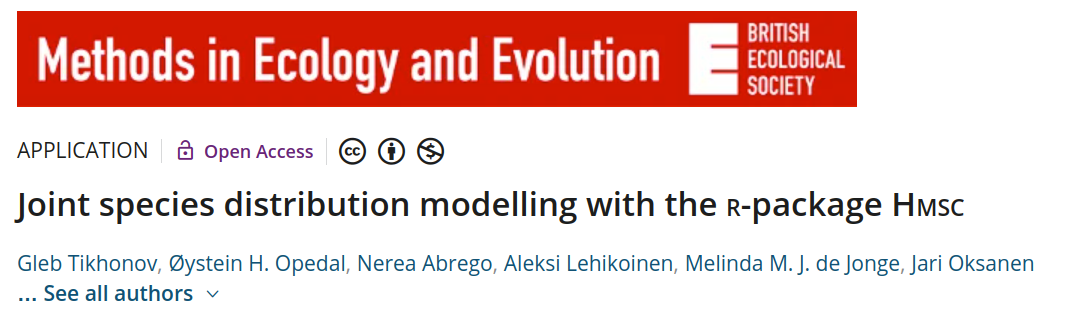 Methods in Ecology and Evolution
BRITISH
ECOLOGICAL
SOCIETY
APPLICATION Open Access cc
Joint species distribution modelling with the R-package HMSC
Gleb Tikhonov, Øystein H. Opedal, Nerea Abrego, Aleksi Lehikoinen, Melinda M. J. de Jonge, Jari Oksanen
... See all authors